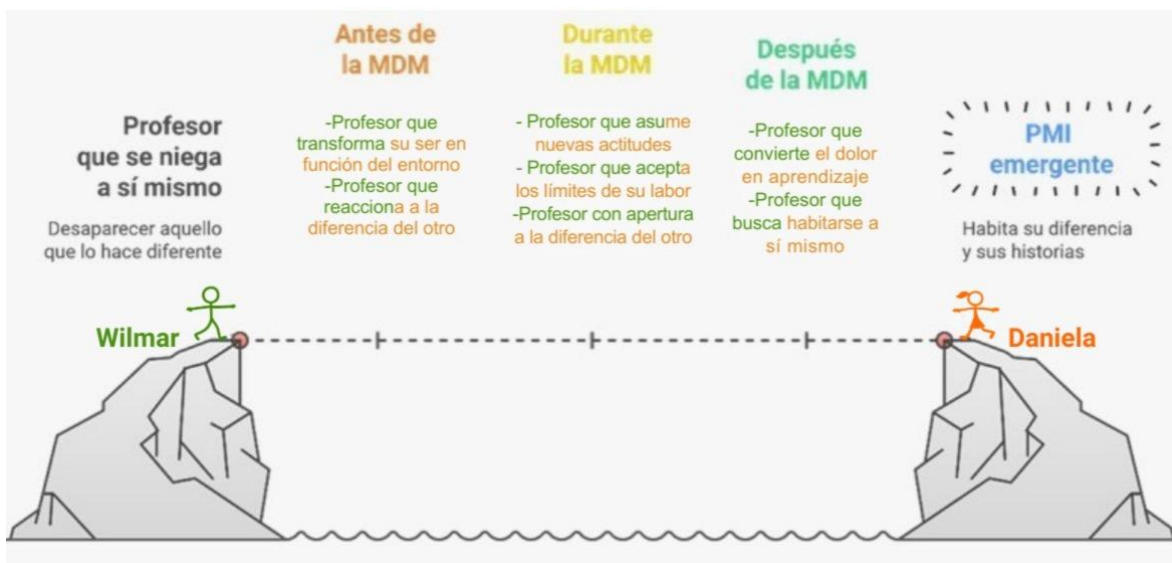 Profesor
que se niega
a sí mismo
Desaparecer aquello
que lo hace diferente
Antes de
la MDM
-Profesor que
transforma su ser en
función del entorno
-Profesor que
reacciona a la
diferencia del otro
Durante
la MDM
- Profesor que asume
nuevas actitudes
- Profesor que acepta
los límites de su labor
-Profesor con apertura
a la diferencia del otro
Después
de la MDM
-Profesor que
convierte el dolor
en aprendizaje
-Profesor que
busca habitarse a
sí mismo
PMI
emergente
Habita su diferencia
y sus historias
Wilmar
Daniela